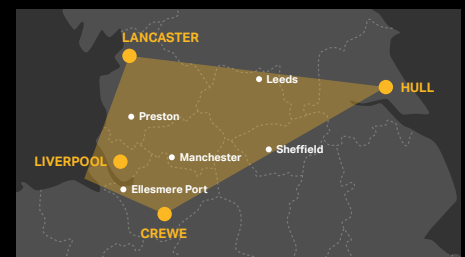 LANCASTER
Leeds
HULL
Preston
LIVERPOOL
Manchester
Sheffield
Ellesmere Port
CREWE